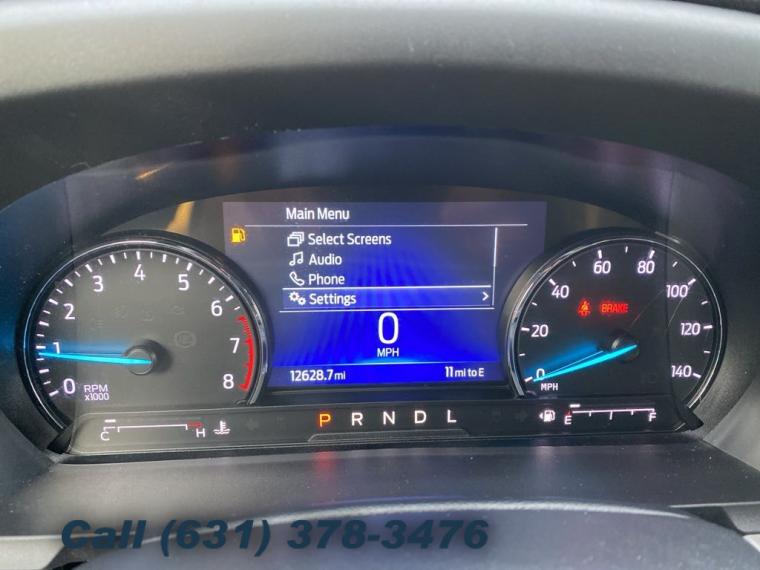 Main Menu
Select Screens
Audio
Phone
Settings
0
MPH
12628.7 mi
11 mi to E
0
1
2
3
4
5
6
7
8
RPM
x1000
0
20
40
60
80
100
120
140
MPH
BRAKE
C H
P R N D L
E F
Call (631) 378-3476